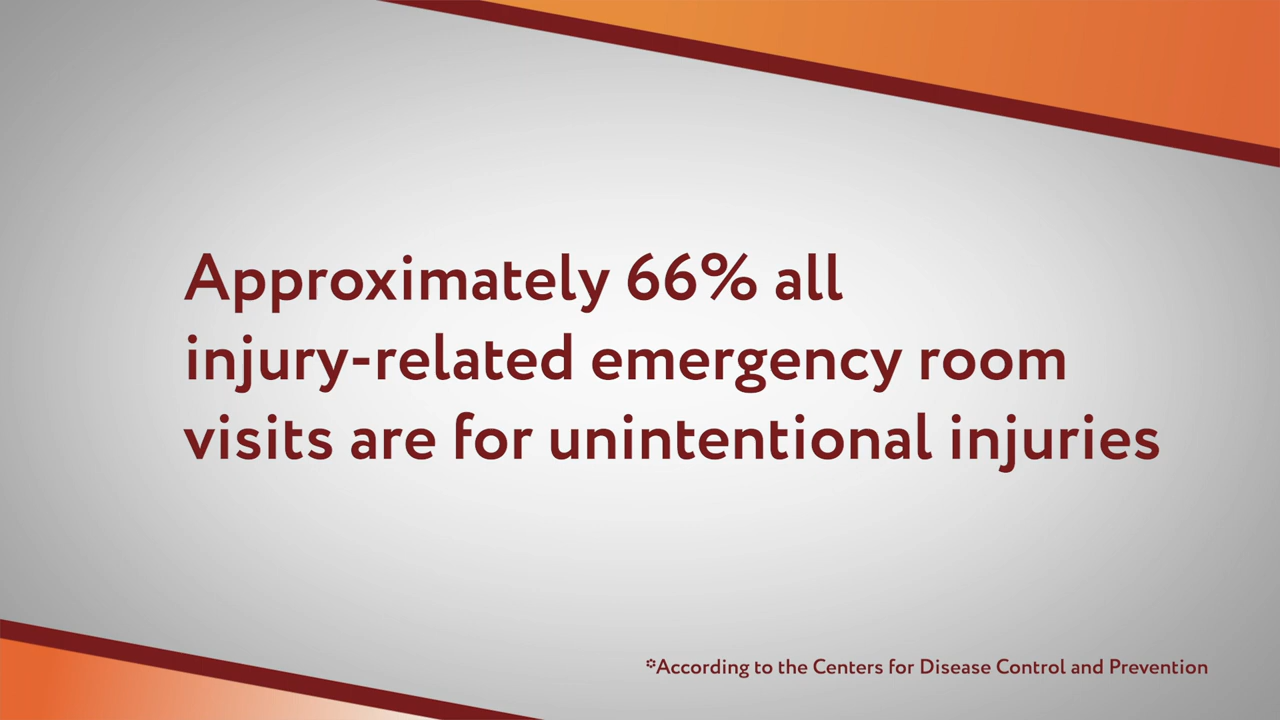 Approximately 66% all
injury-related emergency room
visits are for unintentional injuries
*According to the Centers for Disease Control and Prevention